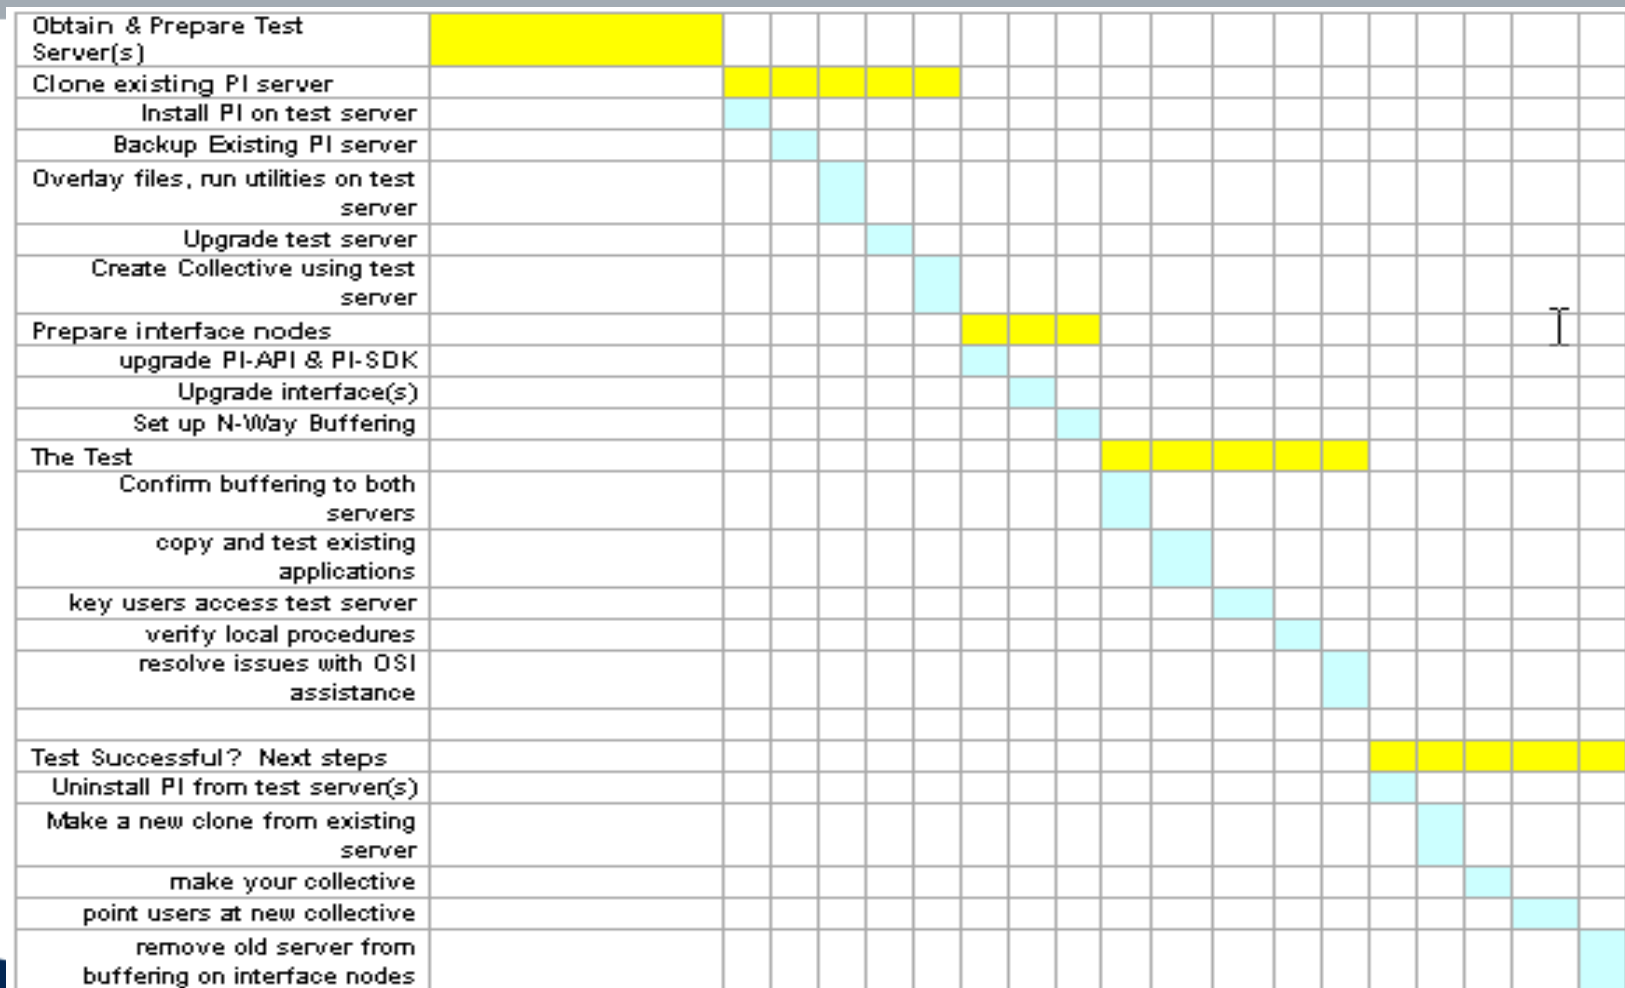 Obtain & Prepare Test
Server(s)
Clone existing PI server
Install PI on test server
Backup Existing PI server
Overlay files, run utilities on test
server
Upgrade test server
Create Collective using test
server
Prepare interface nodes
upgrade PI-API & PI-SDK
Upgrade interface(s)
Set up N-Way Buffering
The Test
Confirm buffering to both
servers
copy and test existing
applications
key users access test server
verify local procedures
resolve issues with OSI
assistance
Test Successful? Next steps
Uninstall PI from test server(s)
Make a new clone from existing
server
make your collective
point users at new collective
remove old server from
buffering on interface nodes